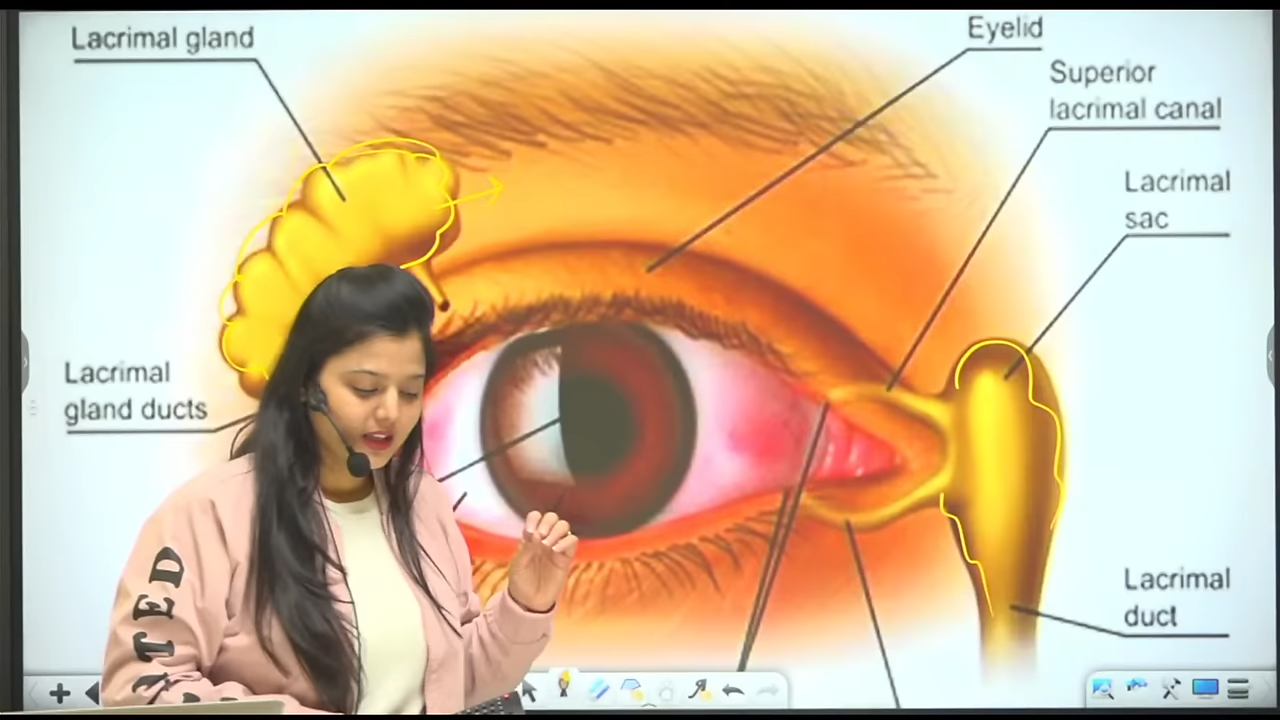 Lacrimal gland
Eyelid
Superior
lacrimal canal
Lacrimal
sac
Lacrimal
gland ducts
Lacrimal
duct